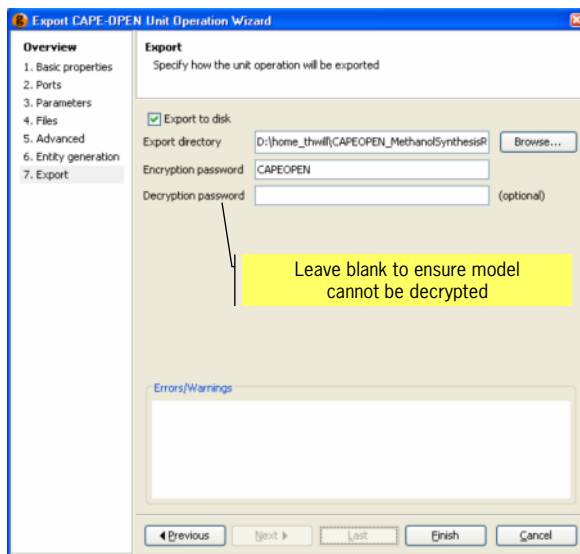 Export CAPE-OPEN Unit Operation Wizard
Overview
1. Basic properties
2. Ports
3. Parameters
4. Files
5. Advanced
6. Entity generation
7. Export
Export
Specify how the unit operation will be exported
Export to disk
Export directory D:\home_thwill\CAPEOPEN_MethanolSynthesisR Browse...
Encryption password CAPEOPEN
Decryption password (optional)
Leave blank to ensure model
cannot be decrypted
Errors/Warnings
Previous Next Last Finish Cancel